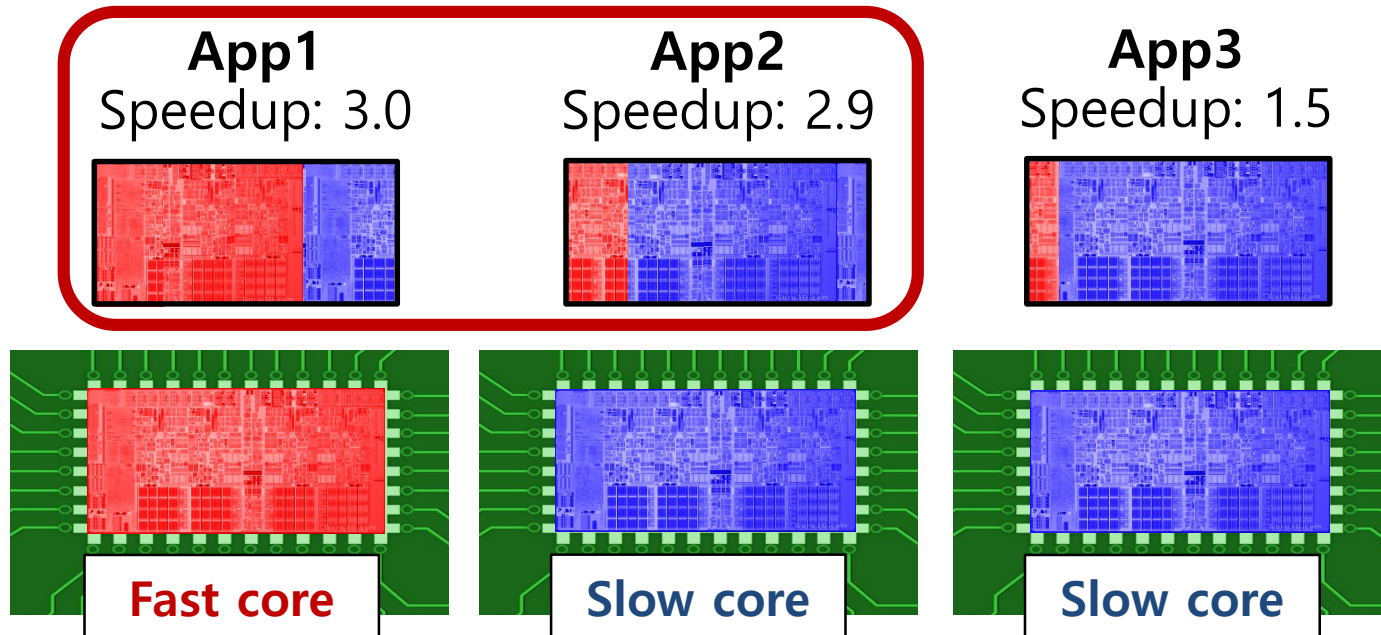 App1
Speedup: 3.0
App2
Speedup: 2.9
App3
Speedup: 1.5
Fast core
Slow core
Slow core